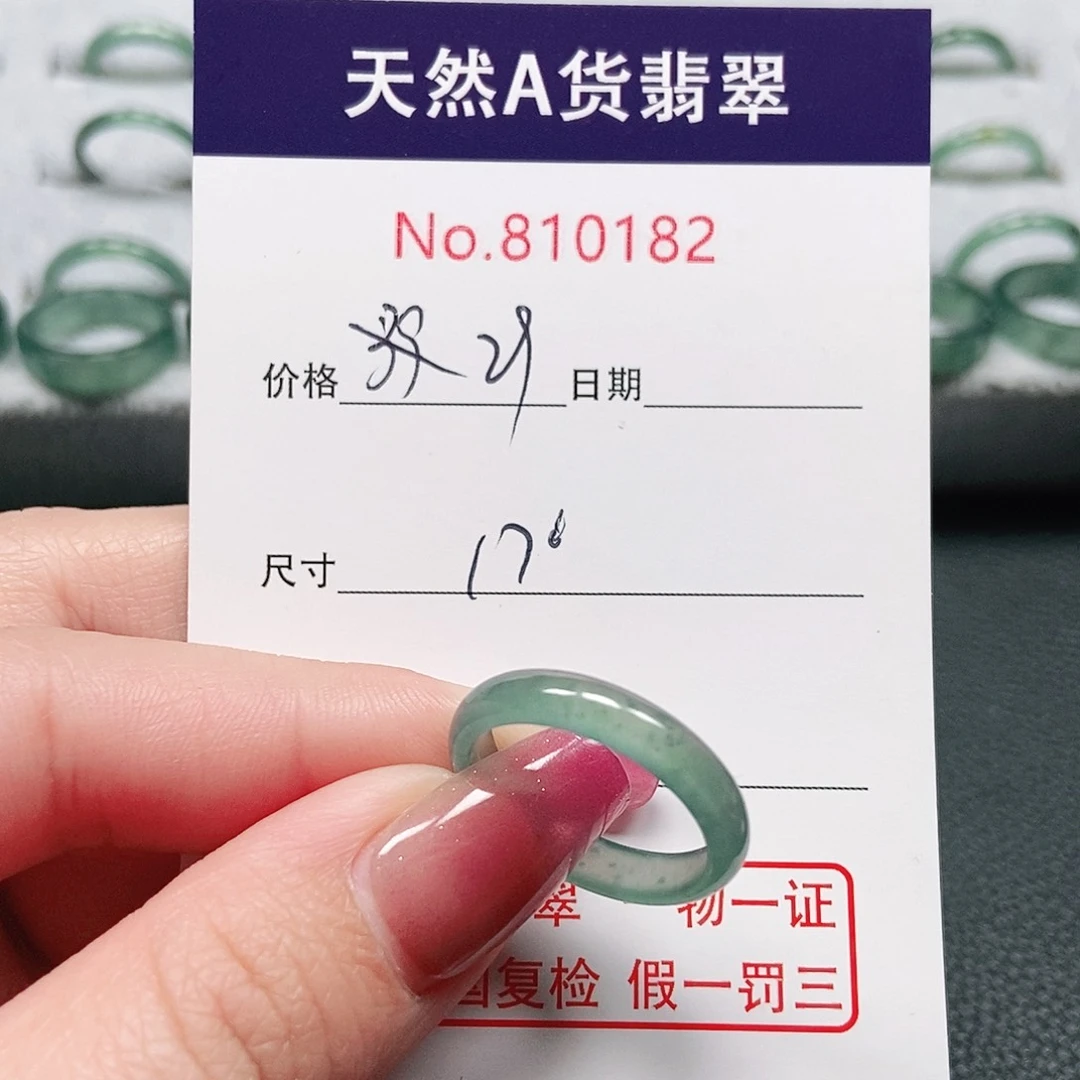 天然A货翡翠
No.810182
价格 日期
尺寸 17
翠 物一证
国复检 假一罚三